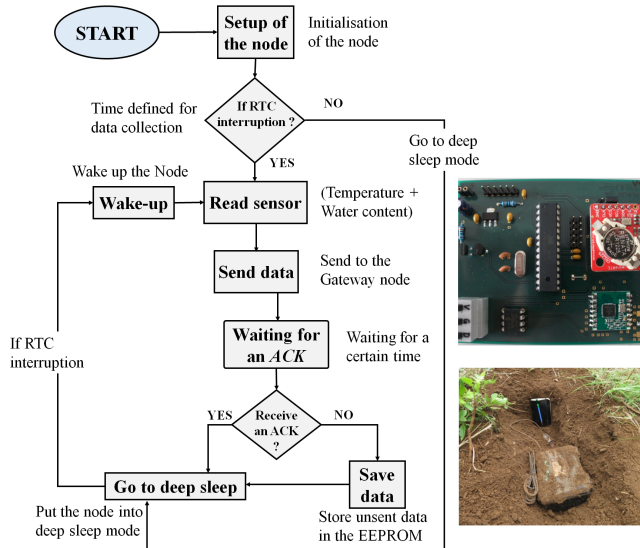 START
Setup of
the node
Initialisation
of the node
NO
Time defined for
data collection
If RTC
interruption ?
Go to deep
sleep mode
YES
Wake up the Node
Wake-up
Read sensor
(Temperature +
Water content)
Send data
Send to the
Gateway node
Waiting for
an ACK
Waiting for a
certain time
If RTC
interruption
YES
NO
Receive
an ACK
?
Go to deep sleep
Save
data
Put the node into
deep sleep mode
Store unsent data
in the EEPROM